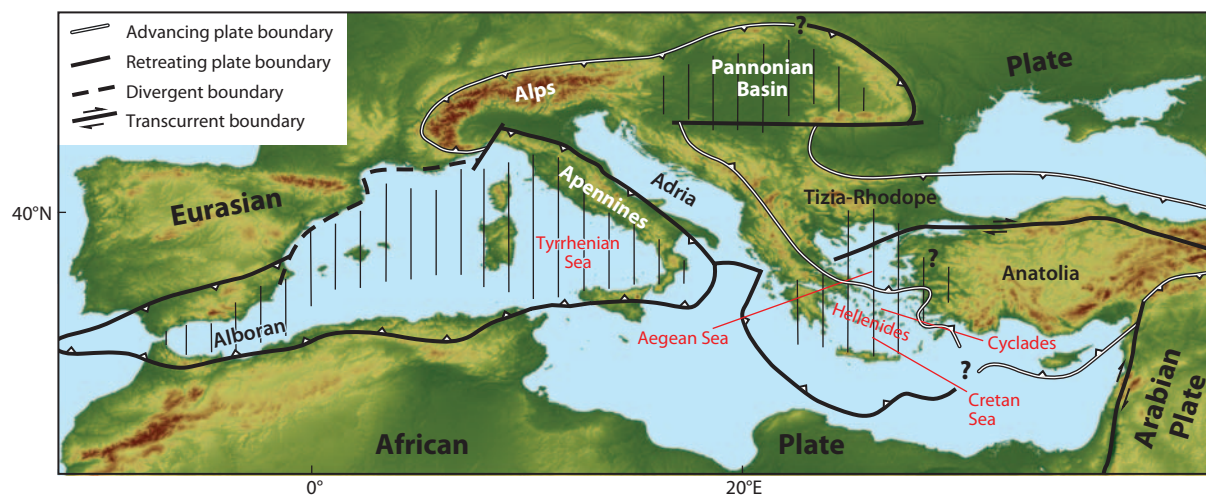 Advancing plate boundary
Retreating plate boundary
Divergent boundary
Transcurrent boundary
?
Plate
Pannonian
Basin
Alps
Adria
Apennines
Eurasian
40°N
Tizia-Rhodope
Tyrrhenian
Sea
?
Anatolia
Alboran
Aegean Sea
Hellenides
Cyclades
?
Cretan
Sea
Arabian
Plate
African
Plate
0°
20°E